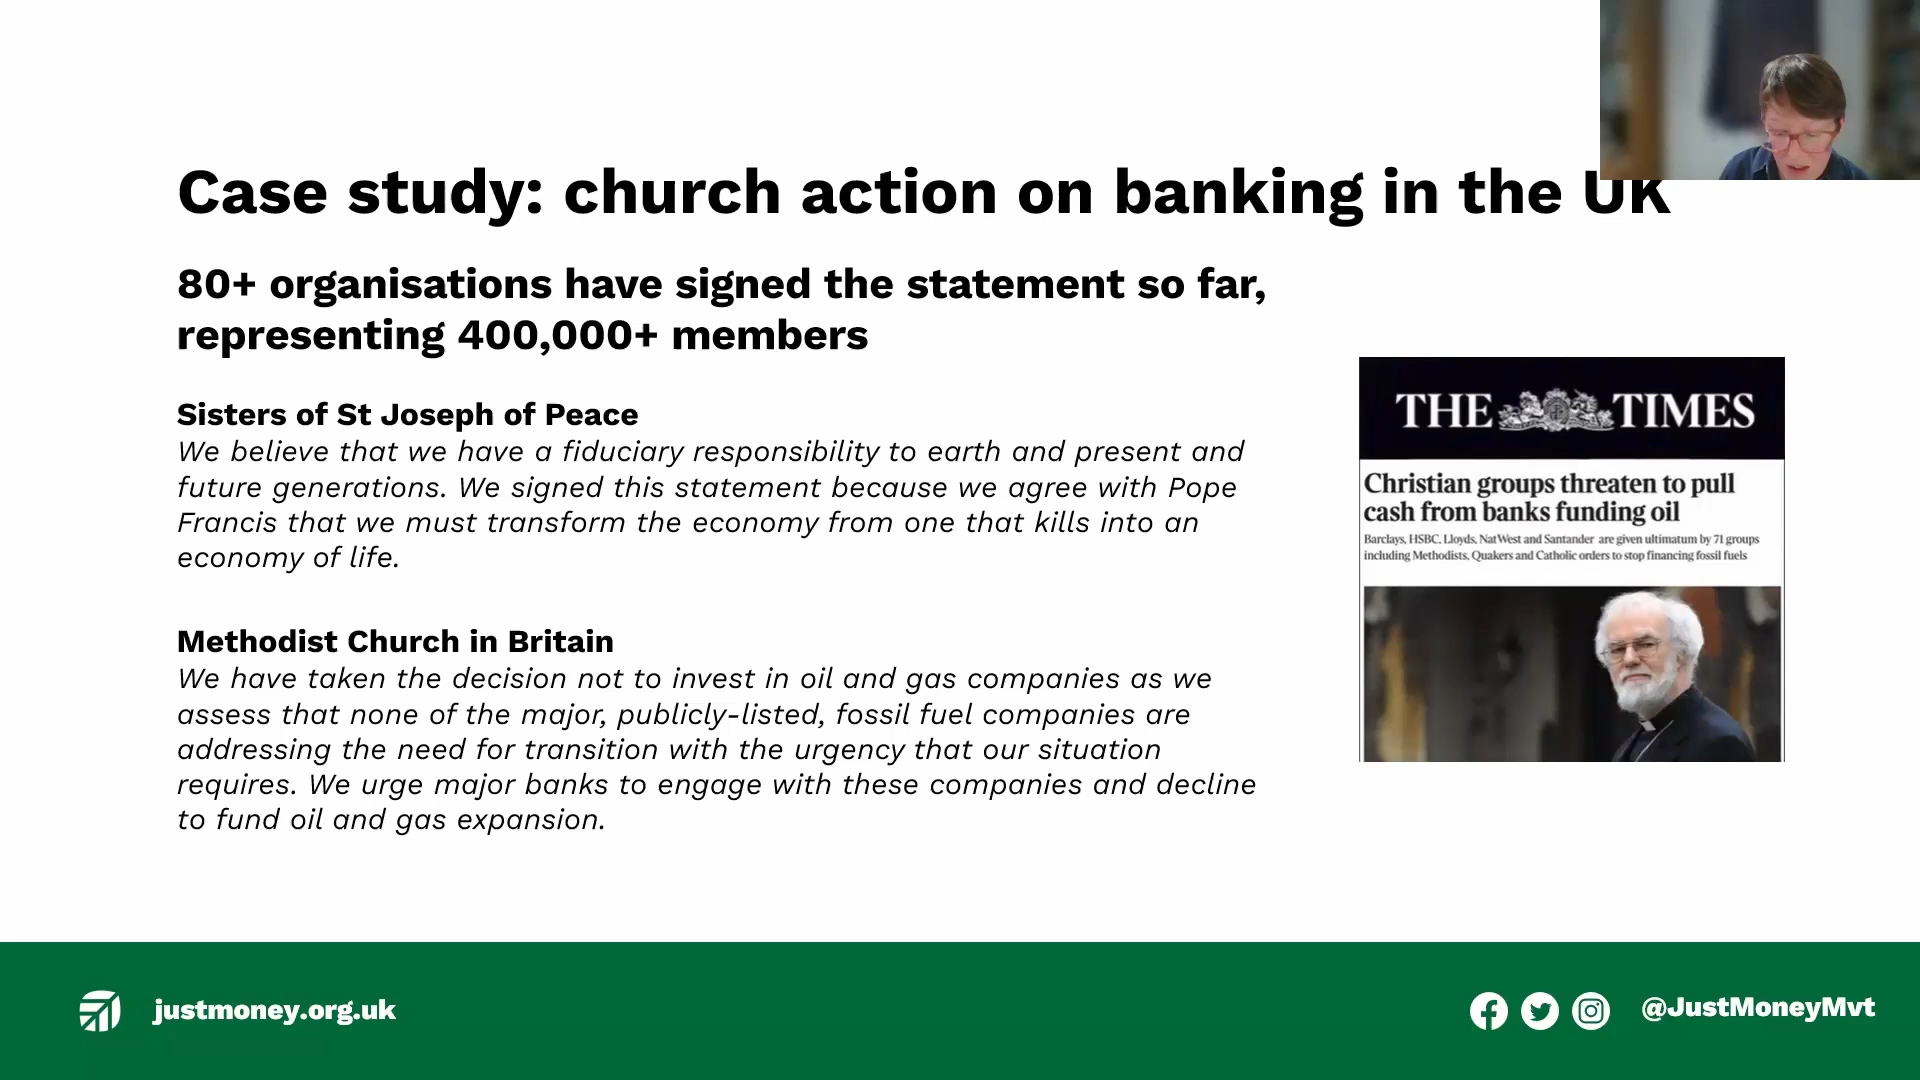 Case study: church action on banking in the UK
80+ organisations have signed the statement so far,
representing 400,000+ members
Sisters of St Joseph of Peace
We believe that we have a fiduciary responsibility to earth and present and
future generations. We signed this statement because we agree with Pope
Francis that we must transform the economy from one that kills into an
economy of life.
Methodist Church in Britain
We have taken the decision not to invest in oil and gas companies as we
assess that none of the major, publicly-listed, fossil fuel companies are
addressing the need for transition with the urgency that our situation
requires. We urge major banks to engage with these companies and decline
to fund oil and gas expansion.
THE TIMES
Christian groups threaten to pull
cash from banks funding oil
Barclays, HSBC, Lloyds, NatWest and Santander are given ultimatum by 71 groups
including Methodists, Quakers and Catholic orders to stop financing fossil fuels
justmoney.org.uk
@JustMoneyMvt